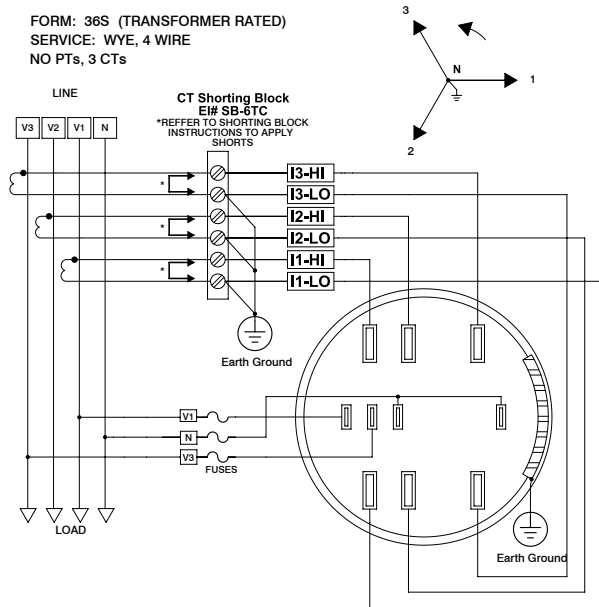 FORM: 36S (TRANSFORMER RATED)
SERVICE: WYE, 4 WIRE
NO PTs, 3 CTs
LINE
V3 V2 V1 N
CT Shorting Block
EI# SB-6TC
*REFFER TO SHORTING BLOCK
INSTRUCTIONS TO APPLY
SHORTS
3
N
1
2
*
I3-HI
I3-LO
*
I2-HI
I2-LO
*
I1-HI
I1-LO
Earth Ground
V1
N
V3
FUSES
LOAD
Earth Ground